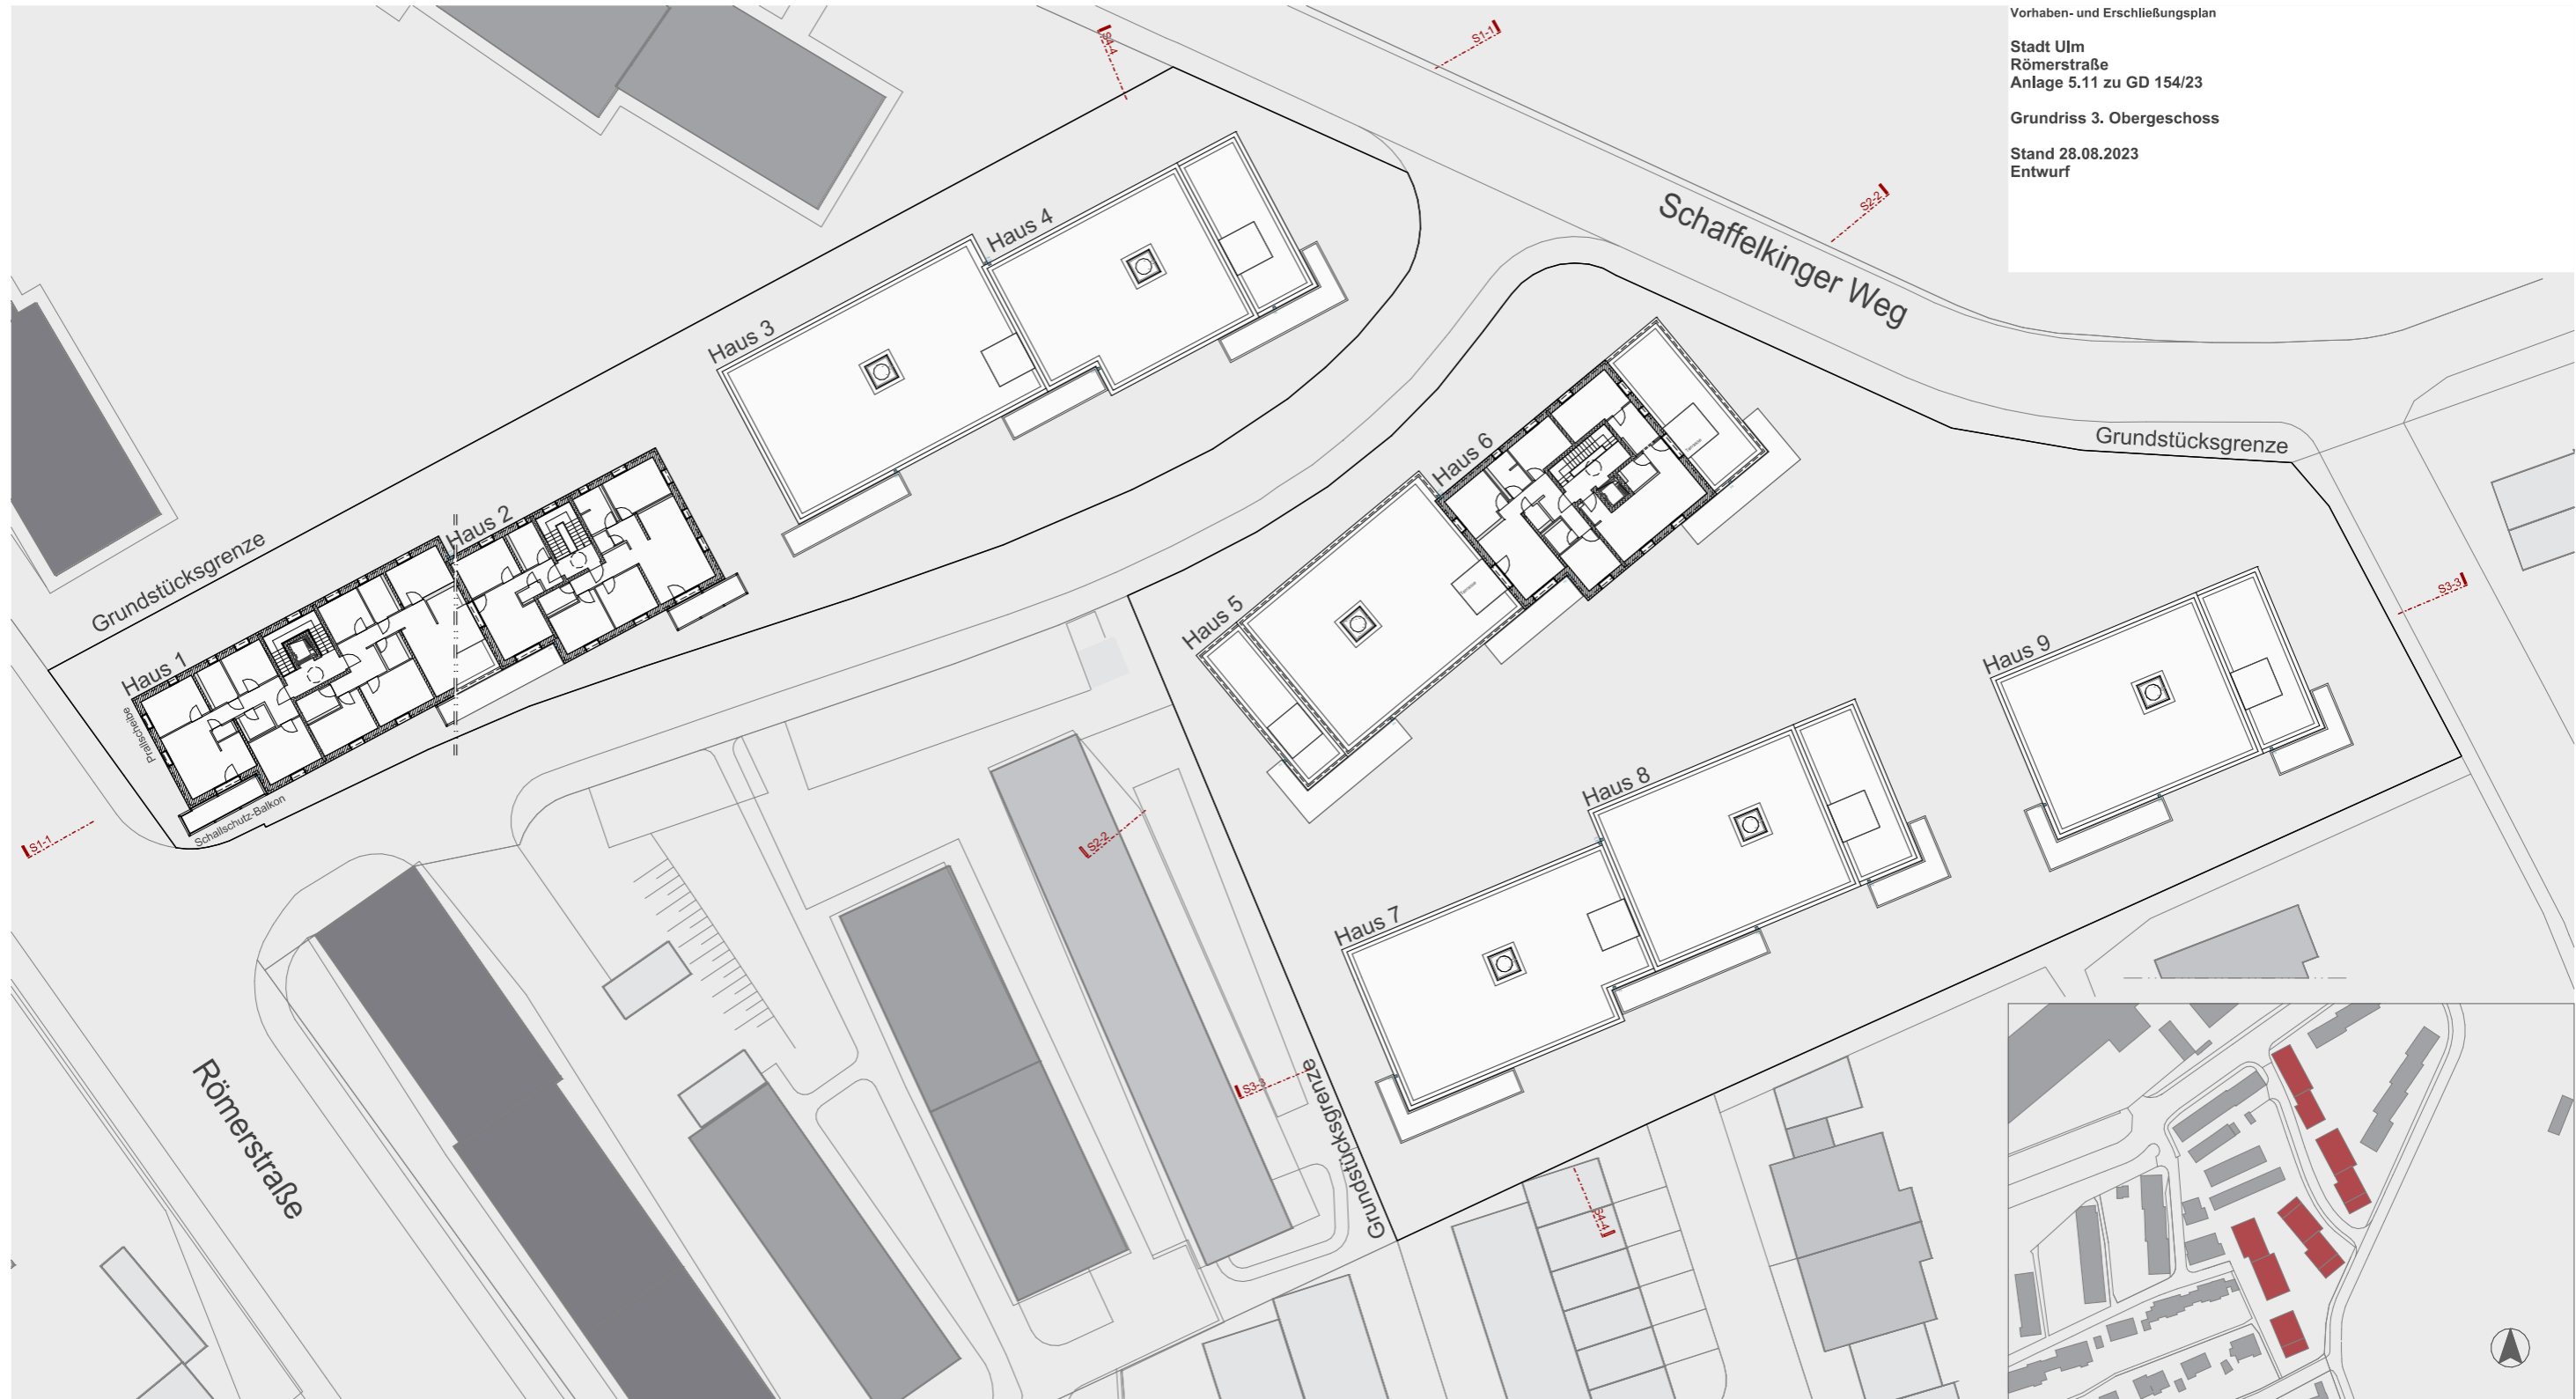 Vorhaben- und Erschließungsplan
Stadt Ulm
Römerstraße
Anlage 5.11 zu GD 154/23
Grundriss 3. Obergeschoss
Stand 28.08.2023
Entwurf
S4-4
S1-1
S2-2
Schaffelkinger Weg
Haus 4
Haus 3
Haus 6
Terrasse
Grundstücksgrenze
Haus 2
Grundstücksgrenze
Haus 1
Prallscheibe
Schallschutz-Balkon
S1-1
Haus 5
Terrasse
S3-3
Haus 9
Haus 8
Haus 7
S2-2
S3-3
Grundstücksgrenze
S4-4
Römerstraße